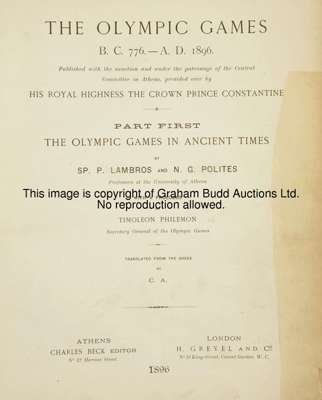 THE OLYMPIC GAMES
B. C. 776. — A. D. 1896.
Published with the sanction and under the patronage of the Central
Committee in Athens, presided over by
HIS ROYAL HIGHNESS THE CROWN PRINCE CONSTANTINE
PART FIRST
THE OLYMPIC GAMES IN ANCIENT TIMES
BY
SP. P. LAMBROS AND N. G. POLITES
Professors at the University of Athens
This image is copyright of Graham Budd Auctions Ltd.
No reproduction allowed.
TIMOLEON PHILEMON
Secretary General of the Olympic Games
TRANSLATED FROM THE GREEK
BY
C. A.
ATHENS
CHARLES BECK EDITOR
LONDON
H. GREVEL AND Co
King Street, Covent Garden, W. C.
1896